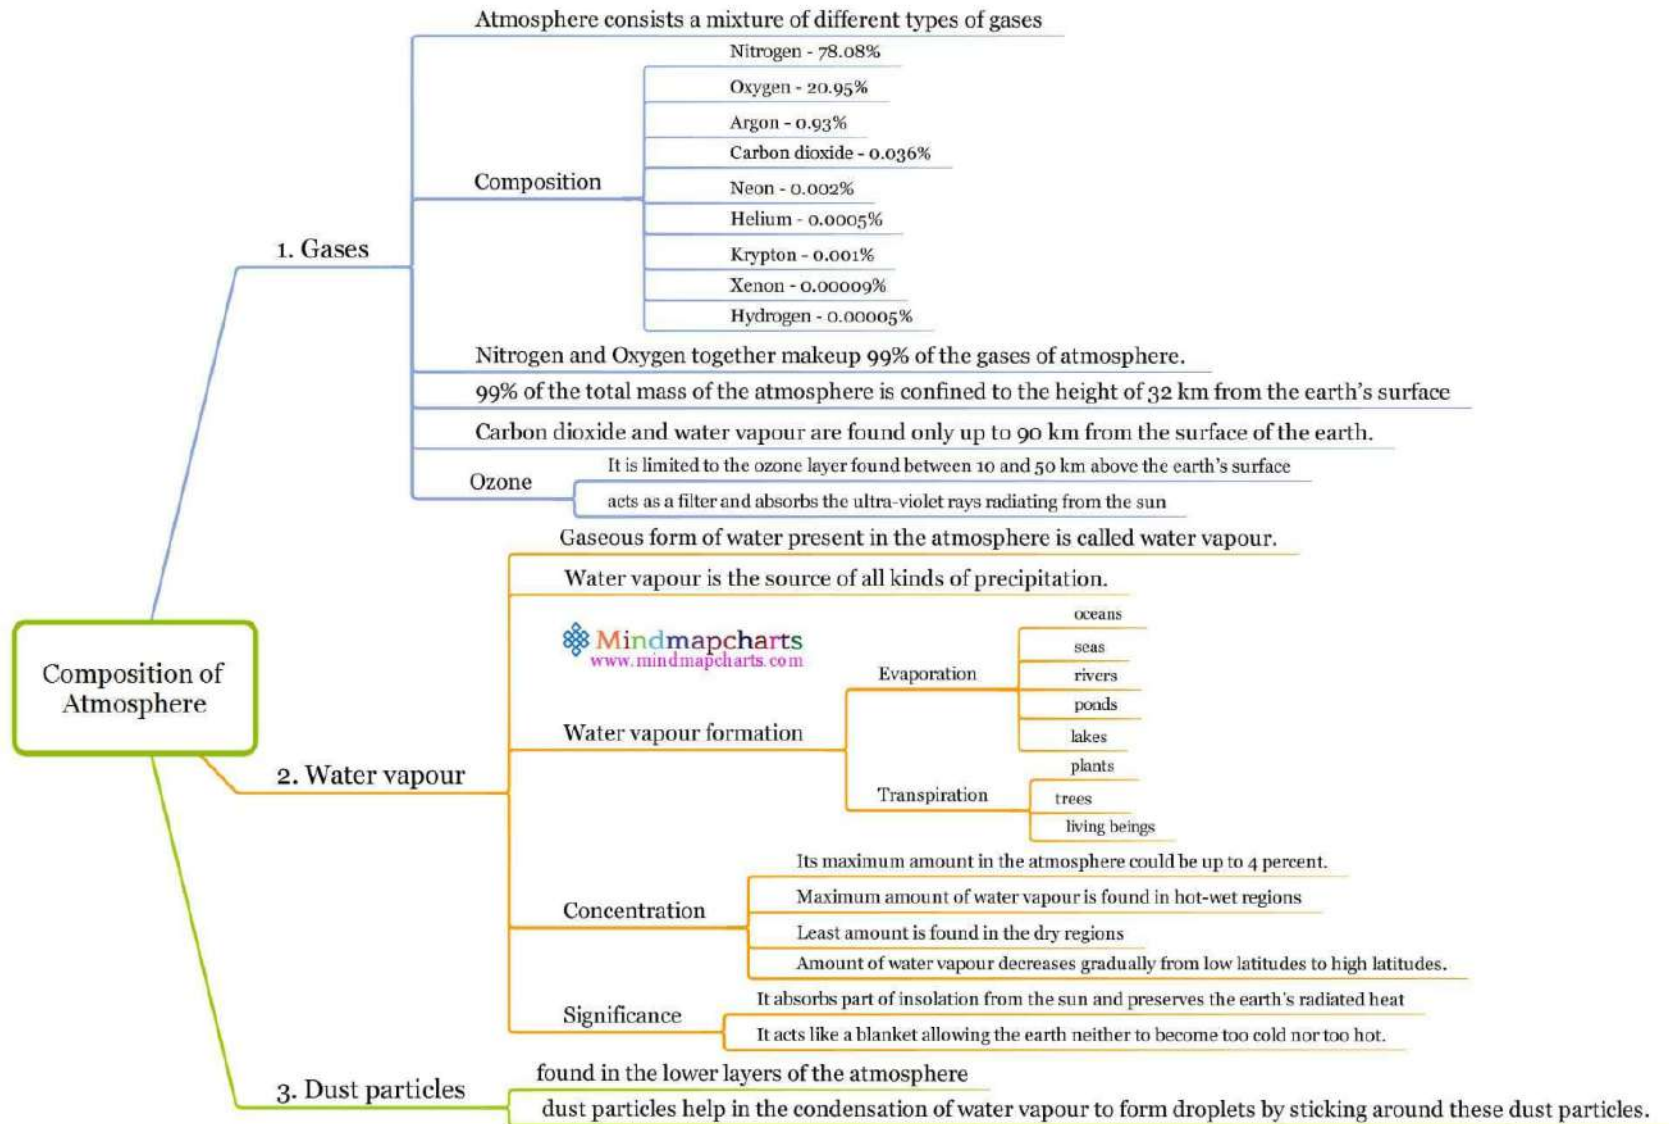 Atmosphere consists a mixture of different types of gases
Nitrogen - 78.08%
Oxygen - 20.95%
Argon - 0.93%
Carbon dioxide - 0.036%
Composition
Neon - 0.002%
Helium - 0.0005%
Krypton - 0.001%
Xenon - 0.00009%
Hydrogen - 0.00005%
1. Gases
Nitrogen and Oxygen together makeup 99% of the gases of atmosphere.
99% of the total mass of the atmosphere is confined to the height of 32 km from the earth's surface
Carbon dioxide and water vapour are found only up to 90 km from the surface of the earth.
Ozone
It is limited to the ozone layer found between 10 and 50 km above the earth's surface
acts as a filter and absorbs the ultra-violet rays radiating from the sun
Gaseous form of water present in the atmosphere is called water vapour.
Water vapour is the source of all kinds of precipitation.
Mindmapcharts
www.mindmapcharts.com
Composition of
Atmosphere
2. Water vapour
Water vapour formation
Evaporation
oceans
seas
rivers
ponds
lakes
Transpiration
plants
trees
living beings
Concentration
Its maximum amount in the atmosphere could be up to 4 percent.
Maximum amount of water vapour is found in hot-wet regions
Least amount is found in the dry regions
Amount of water vapour decreases gradually from low latitudes to high latitudes.
Significance
It absorbs part of insolation from the sun and preserves the earth's radiated heat
It acts like a blanket allowing the earth neither to become too cold nor too hot.
3. Dust particles
found in the lower layers of the atmosphere
dust particles help in the condensation of water vapour to form droplets by sticking around these dust particles.